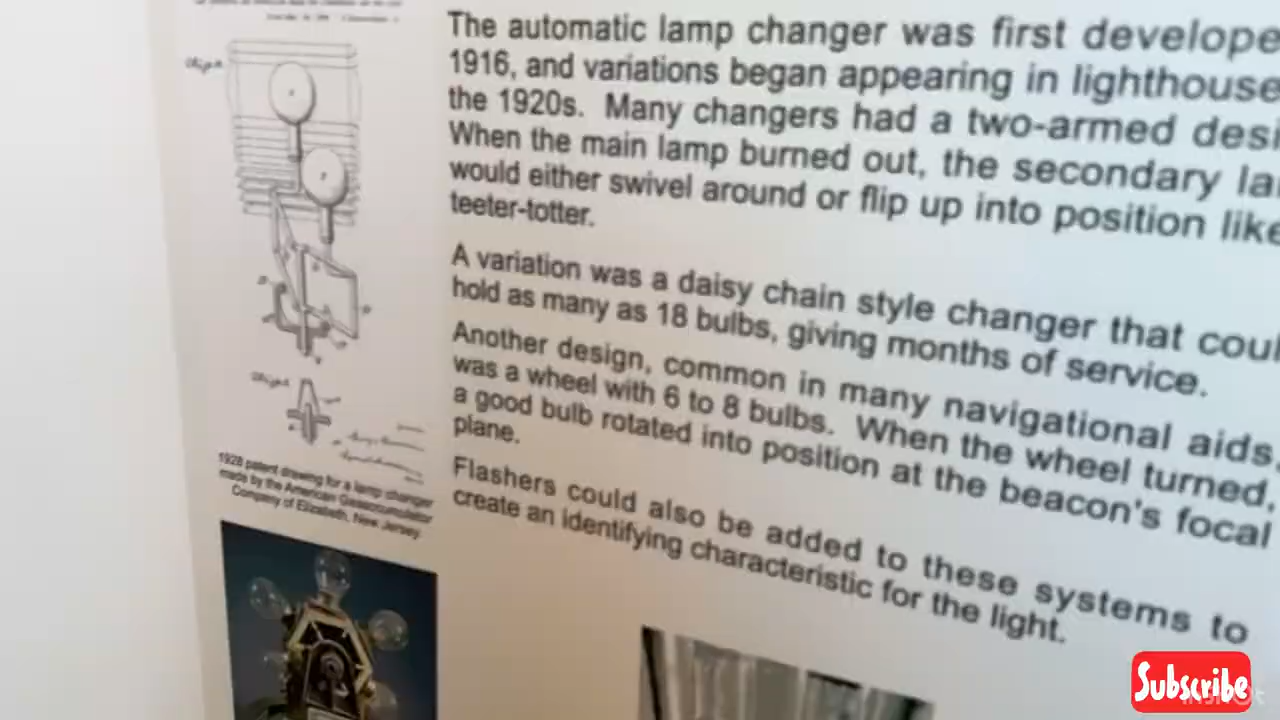 The automatic lamp changer was first develope
1916, and variations began appearing in lighthouse
the 1920s. Many changers had a two-armed desi
When the main lamp burned out, the secondary la
would either swivel around or flip up into position like
teeter-totter.
A variation was a daisy chain style changer that coul
hold as many as 18 bulbs, giving months of service.
Another design, common in many navigational aids,
was a wheel with 6 to 8 bulbs. When the wheel turned,
a good bulb rotated into position at the beacon's focal
plane.
Flashers could also be added to these systems to
create an identifying characteristic for the light.
1928 patent drawing for a lamp changer
made by the American Gasaccumulator
Company of Elizabeth, New Jersey
Subscribe